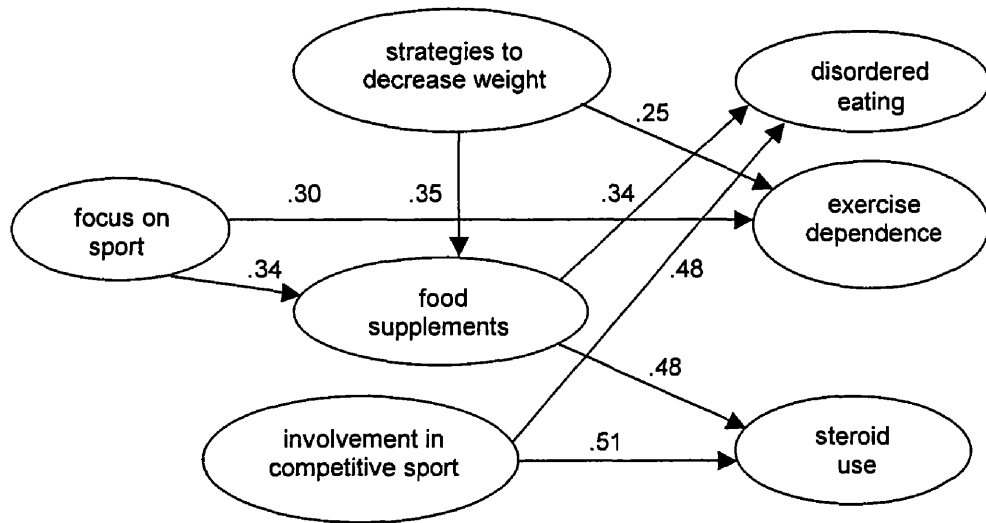 strategies to
decrease weight
disordered
eating
.25
.30
.35
.34
focus on
sport
exercise
dependence
.34
.48
food
supplements
.48
involvement in
competitive sport
.51
steroid
use